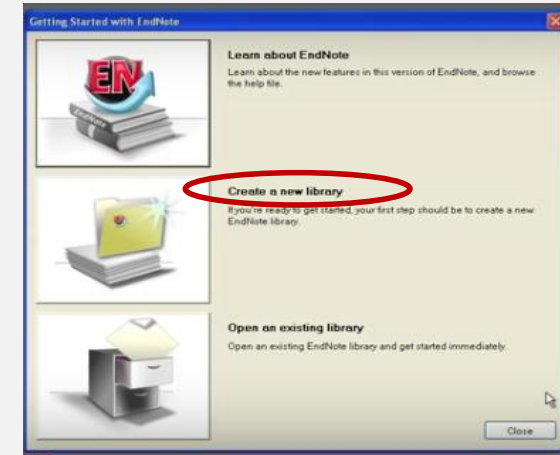 Getting Started with EndNote
Learn about EndNote
Learn about the new features in this version of EndNote, and browse
the help file.
EN
EndNote
Create a new library
If you're ready to get started, your first step should be to create a new
EndNote library.
Open an existing library
Open an existing EndNote library and get started immediately.
Close